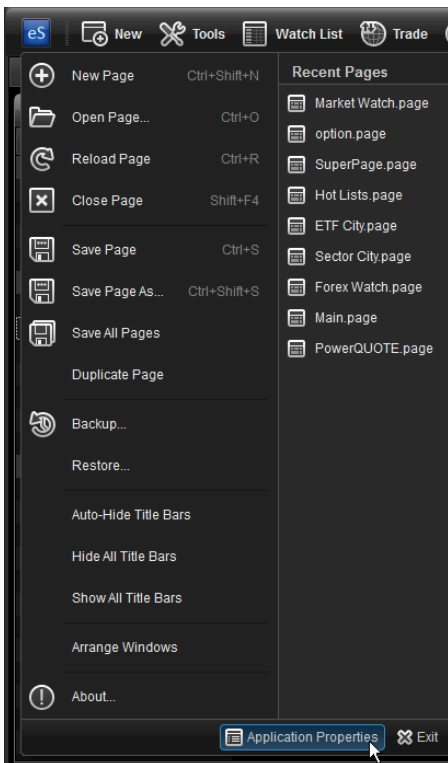 eS New Tools Watch List Trade
New Page Ctrl+Shift+N
Open Page... Ctrl+O
Reload Page Ctrl+R
Close Page Shift+F4
Save Page Ctrl+S
Save Page As... Ctrl+Shift+S
Save All Pages
Duplicate Page
Backup...
Restore...
Auto-Hide Title Bars
Hide All Title Bars
Show All Title Bars
Arrange Windows
About...
Recent Pages
Market Watch.page
option.page
SuperPage.page
Hot Lists.page
ETF City.page
Sector City.page
Forex Watch.page
Main.page
PowerQUOTE.page
Application Properties Exit